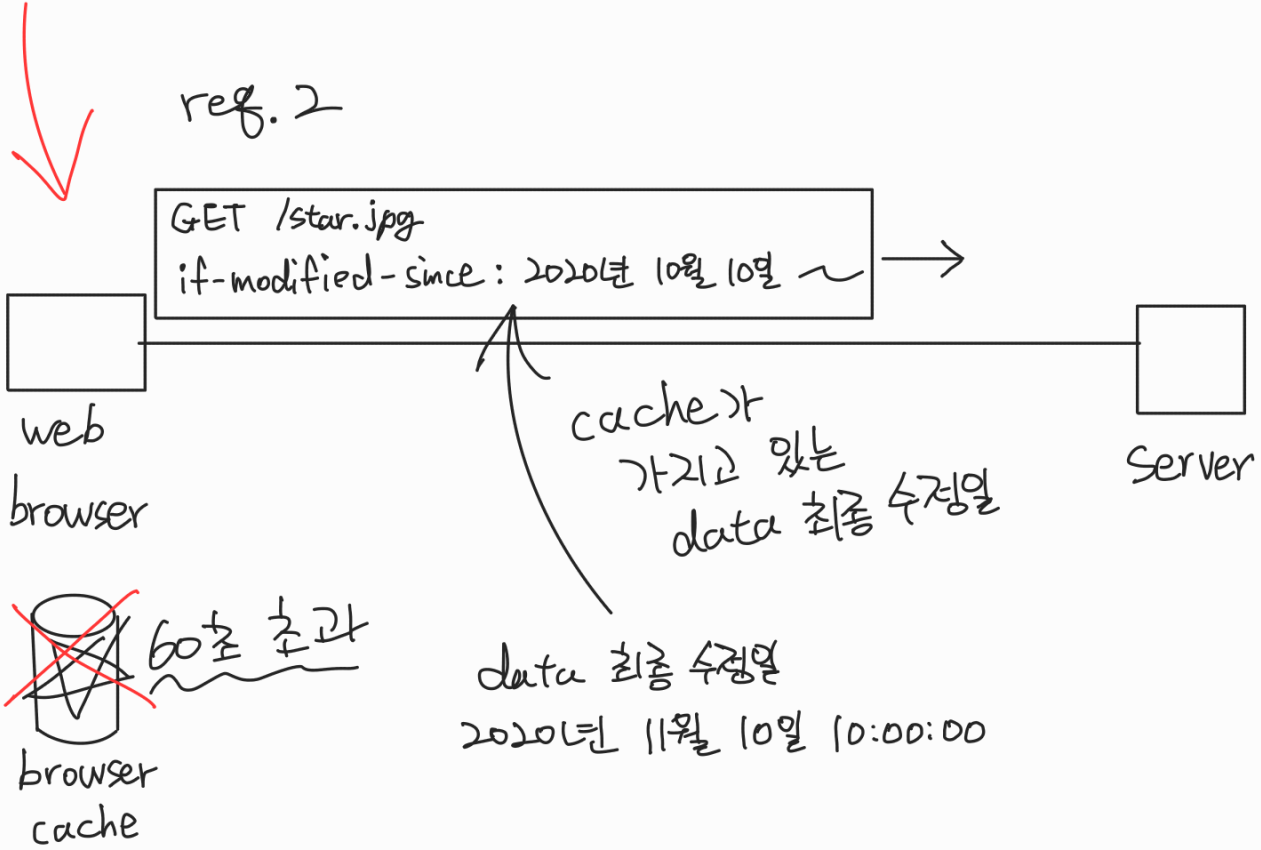 req.2
GET /star.jpg
if-modified-since: 2020년 10월 10일 ~
web
browser
server
cache가
가지고 있는
data 최종 수정일
60초 초과
data 최종 수정일
2020년 11월 10일 10:00:00
browser
cache